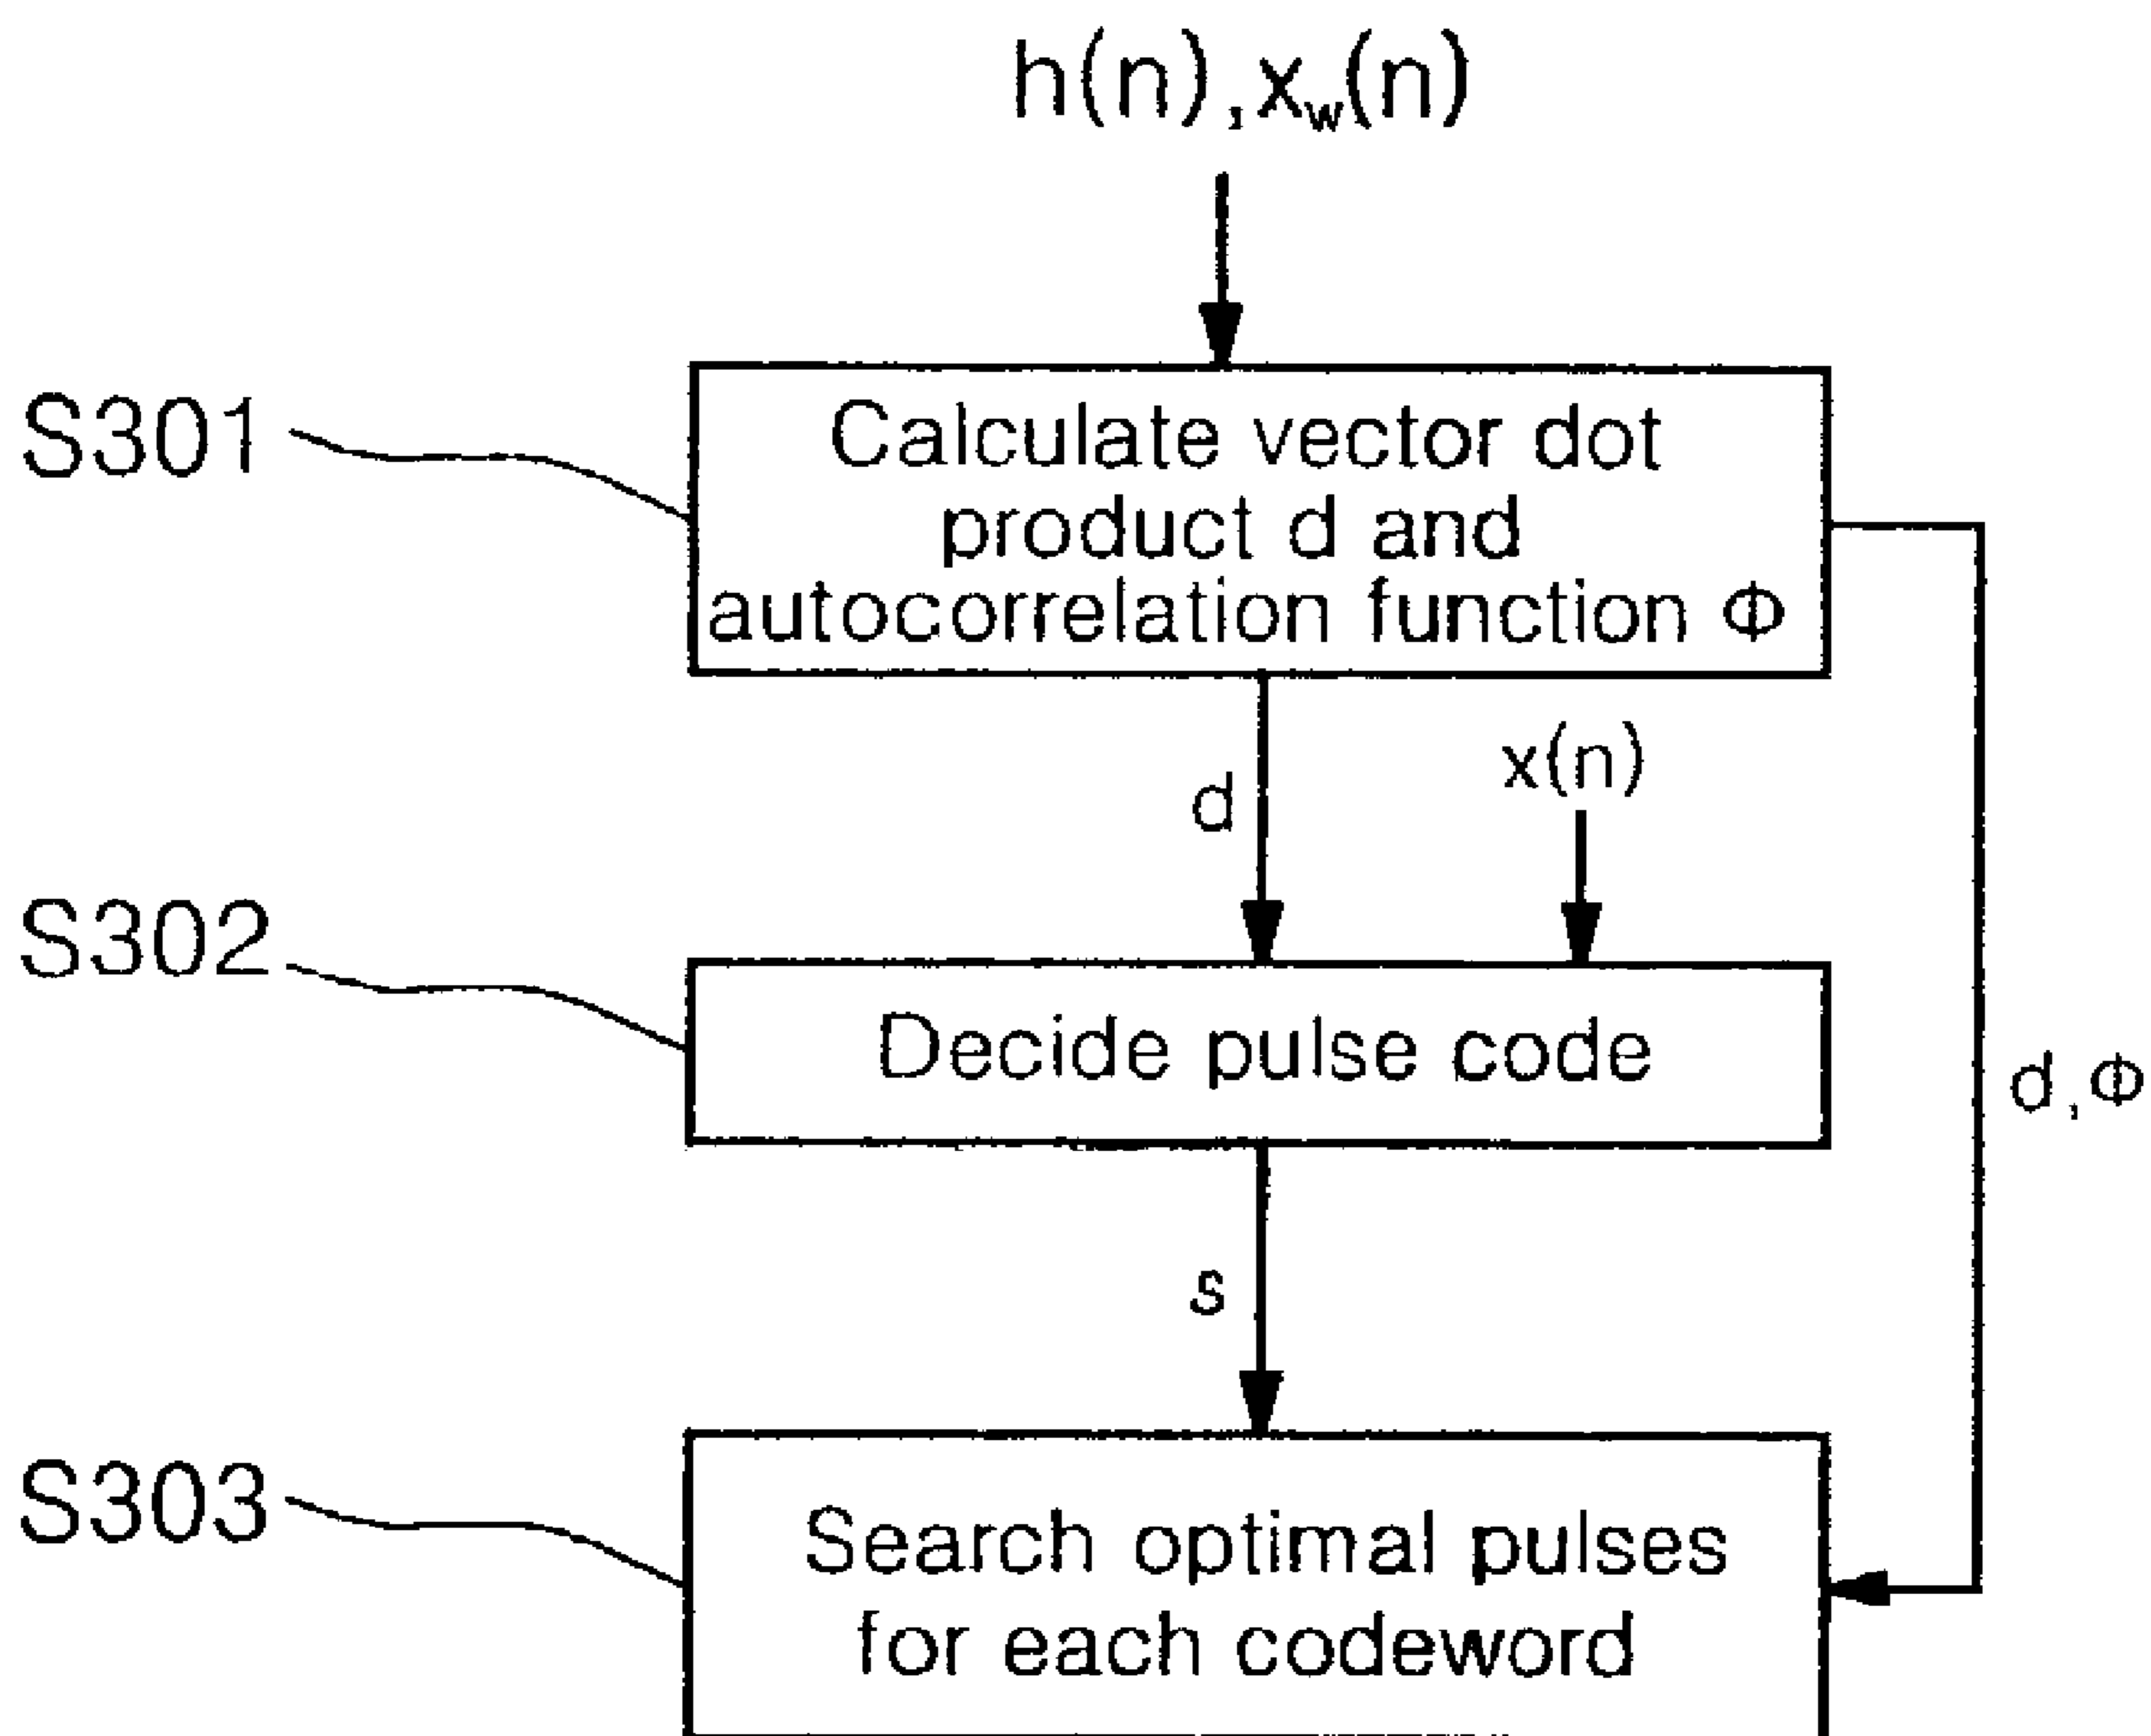 h(n),xw(n)
S301
Calculate vector dot
product d and
autocorrelation function Φ
d
x(n)
S302
Decide pulse code
d,Φ
s
S303
Search optimal pulses
for each codeword